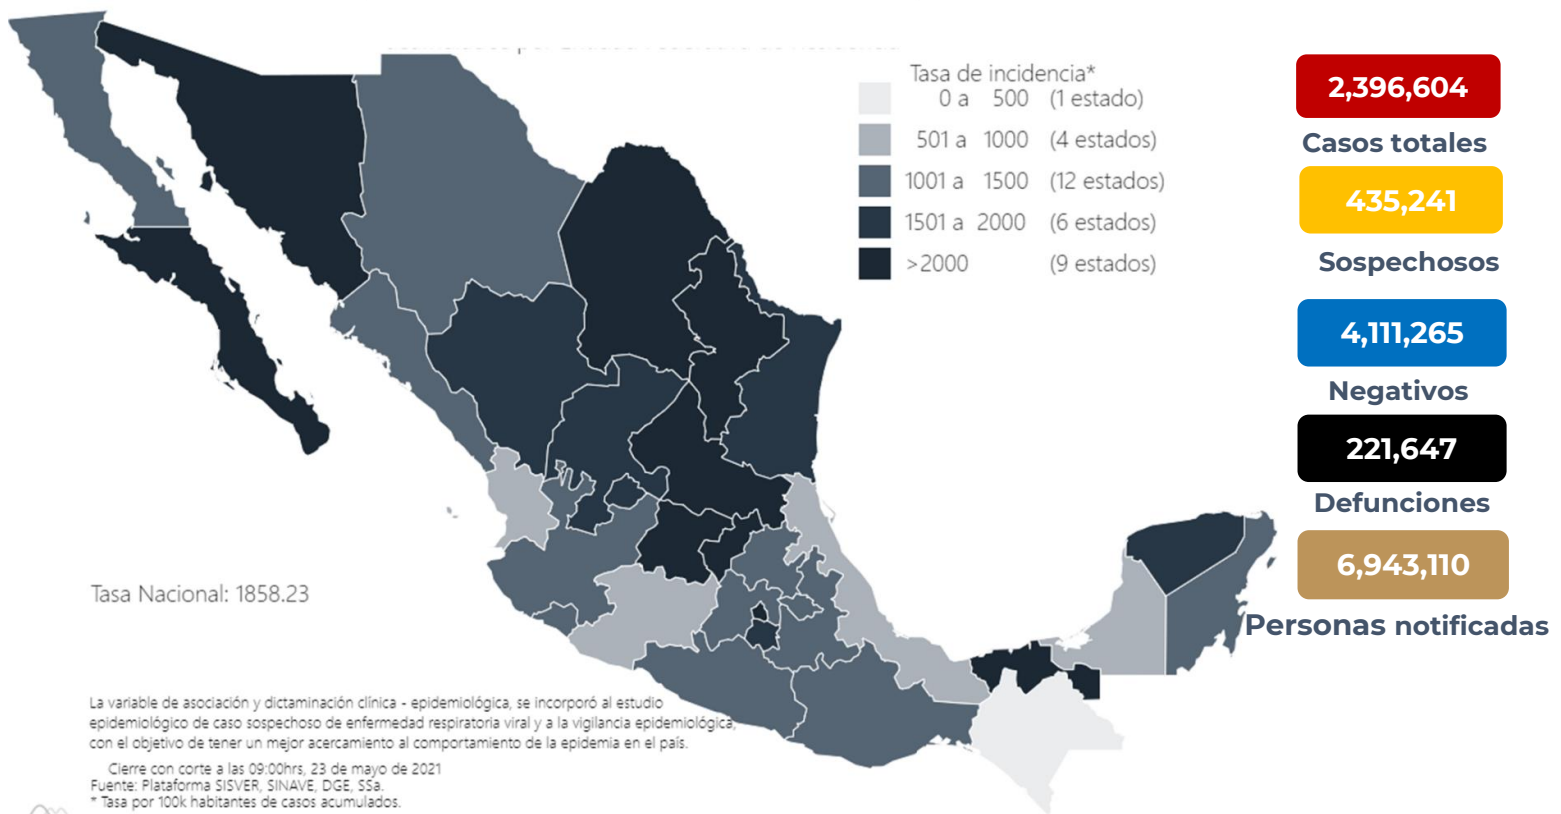 Tasa de incidencia*
0 a 500 (1 estado)
501 a 1000 (4 estados)
1001 a 1500 (12 estados)
1501 a 2000 (6 estados)
>2000 (9 estados)
2,396,604
Casos totales
435,241
Sospechosos
4,111,265
Negativos
221,647
Defunciones
6,943,110
Personas notificadas
Tasa Nacional: 1858.23
La variable de asociación y dictaminación clínica - epidemiológica, se incorporó al estudio
epidemiológico de caso sospechoso de enfermedad respiratoria viral y a la vigilancia epidemiológica,
con el objetivo de tener un mejor acercamiento al comportamiento de la epidemia en el país.
Cierre con corte a las 09:00hrs, 23 de mayo de 2021
Fuente: Plataforma SISVER, SINAVE, DGE, SSa.
* Tasa por 100k habitantes de casos acumulados.